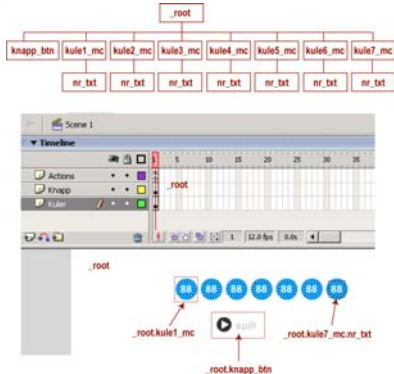 _root
knapp_btn kule1_mc kule2_mc kule3_mc kule4_mc kule5_mc kule6_mc kule7_mc
nr_txt nr_txt nr_txt nr_txt nr_txt nr_txt nr_txt
Scene 1
Timeline
1 5 10 15 20 25 30 35
Actions
_root
Knapp
Kuler
1 12.0 fps 0.0s
_root
88 88 88 88 88 88 88
spill
_root.kule1_mc
_root.kule7_mc.nr_txt
_root.knapp_btn